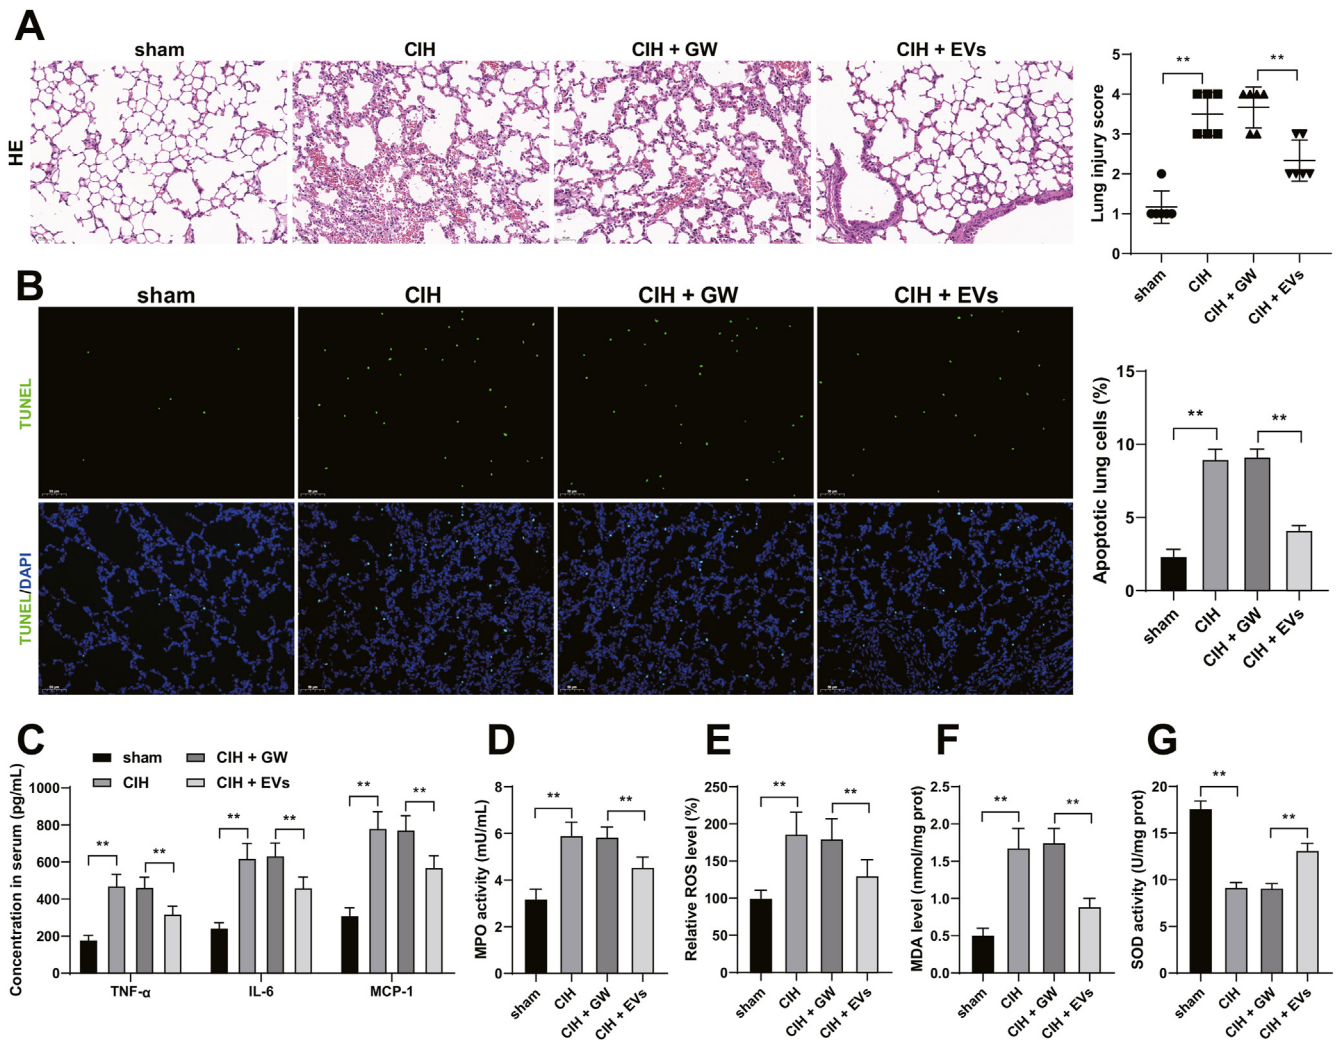 A
sham
CIH
CIH + GW
CIH + EVs
HE
Lung injury score
5
4
3
2
1
0
**
**
sham
CIH
CIH + GW
CIH + EVs
B
sham
CIH
CIH + GW
CIH + EVs
TUNEL
TUNEL/DAPI
Apoptotic lung cells (%)
15
10
5
0
**
**
sham
CIH
CIH + GW
CIH + EVs
C
sham
CIH
CIH + GW
CIH + EVs
Concentration in serum (pg/mL)
1000
800
600
400
200
0
**
**
**
**
**
**
TNF-α
IL-6
MCP-1
D
MPO activity (mU/mL)
8
6
4
2
0
**
**
sham
CIH
CIH + GW
CIH + EVs
E
Relative ROS level (%)
250
200
150
100
50
0
**
**
sham
CIH
CIH + GW
CIH + EVs
F
MDA level (nmol/mg prot)
2.5
2.0
1.5
1.0
0.5
0.0
**
**
sham
CIH
CIH + GW
CIH + EVs
G
SOD activity (U/mg prot)
20
15
10
5
0
**
**
sham
CIH
CIH + GW
CIH + EVs